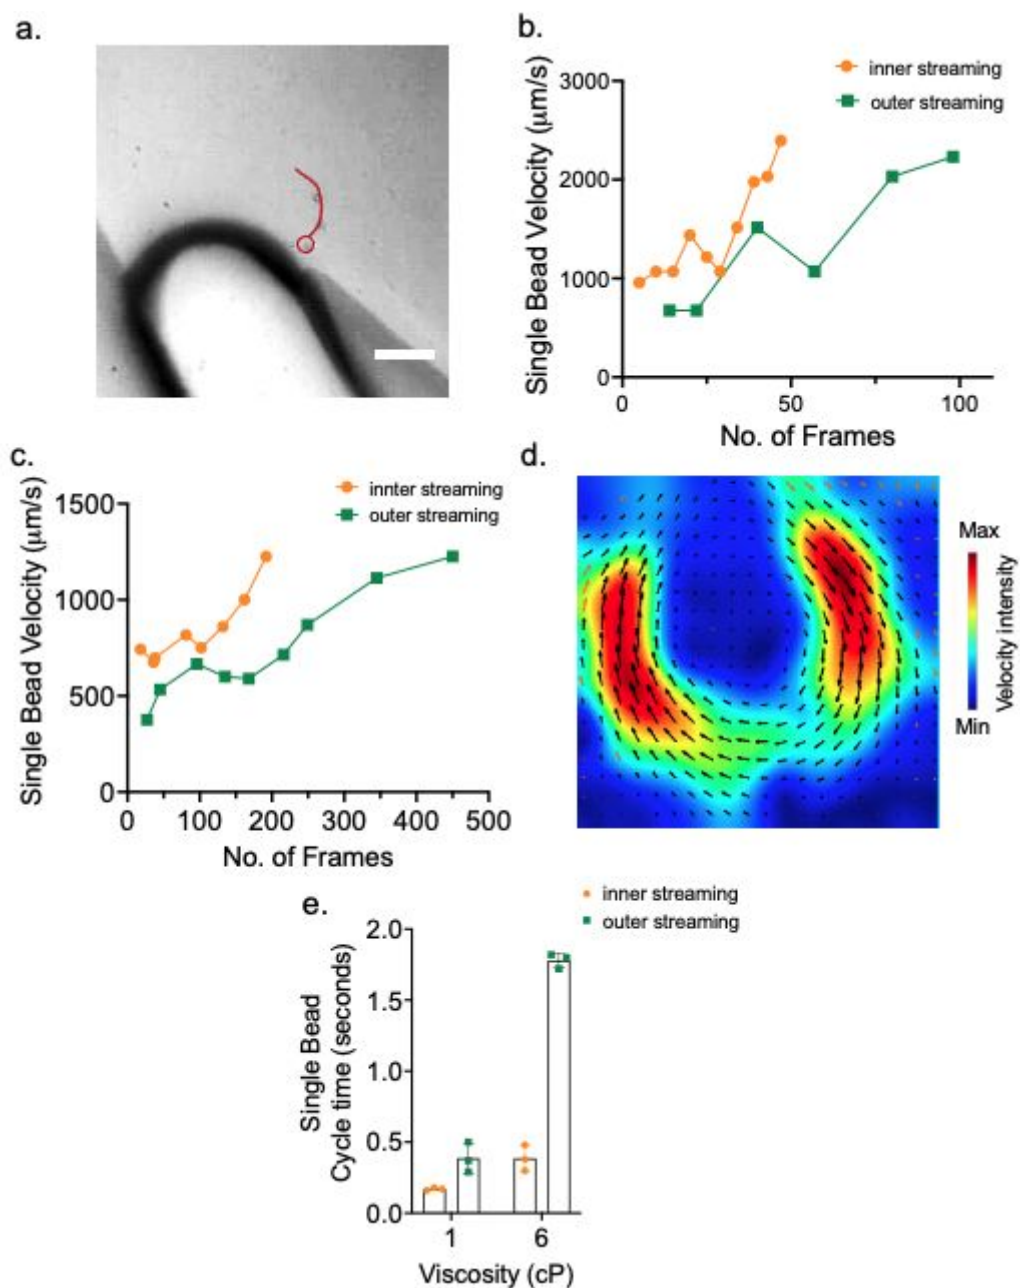 a.
b.
inner streaming
outer streaming
Single Bead Velocity (μm/s)
3000
2000
1000
0
0 50 100
No. of Frames
c.
innter streaming
outer streaming
Single Bead Velocity (μm/s)
1500
1000
500
0
0 100 200 300 400 500
No. of Frames
d.
Max
Velocity intensity
Min
e.
inner streaming
outer streaming
Single Bead
Cycle time (seconds)
2.0
1.5
1.0
0.5
0.0
1 6
Viscosity (cP)